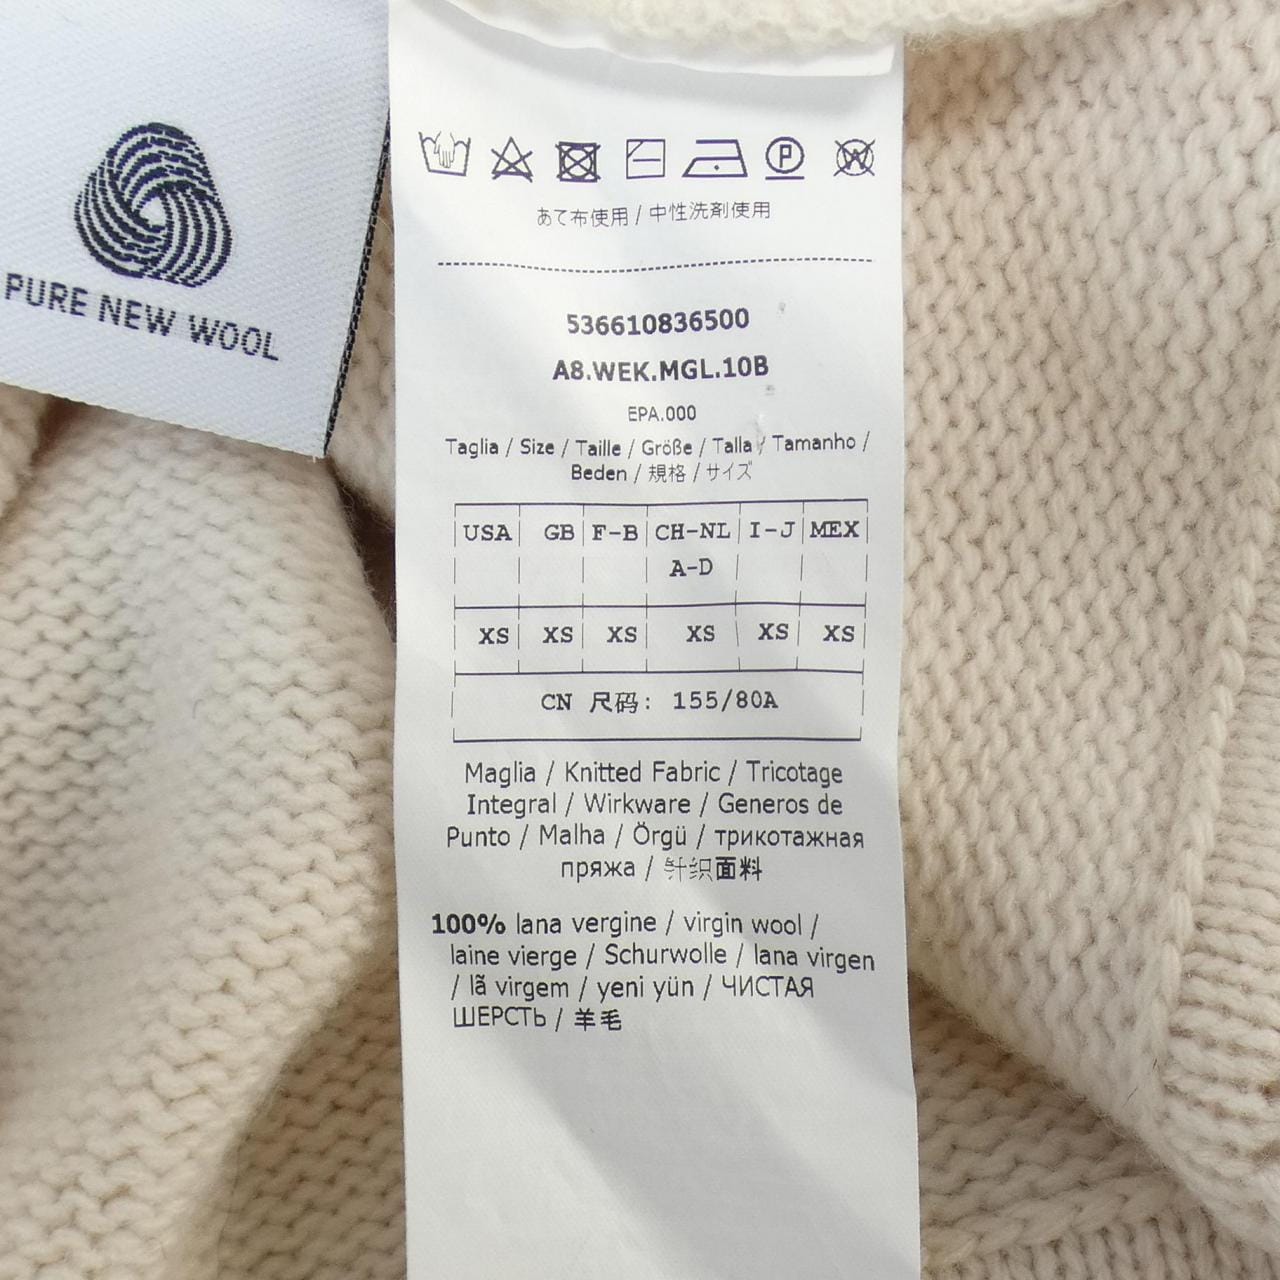 PURE NEW WOOL
あて布使用 / 中性洗剤使用
536610836500
A8.WEK.MGL.10B
EPA.000
Taglia / Size / Taille / Größe / Talla / Tamanho /
Beden / 規格 / サイズ
USA GB F-B CH-NL I-J MEX
A-D
XS XS XS XS XS XS
CN 尺码: 155/80A
Maglia / Knitted Fabric / Tricotage
Integral / Wirkware / Generos de
Punto / Malha / Örgü / трикотажная
пряжа / 针织面料
100% lana vergine / virgin wool /
laine vierge / Schurwolle / lana virgen
/ lã virgem / yeni yün / ЧИСТАЯ
ШЕРСТЬ / 羊毛